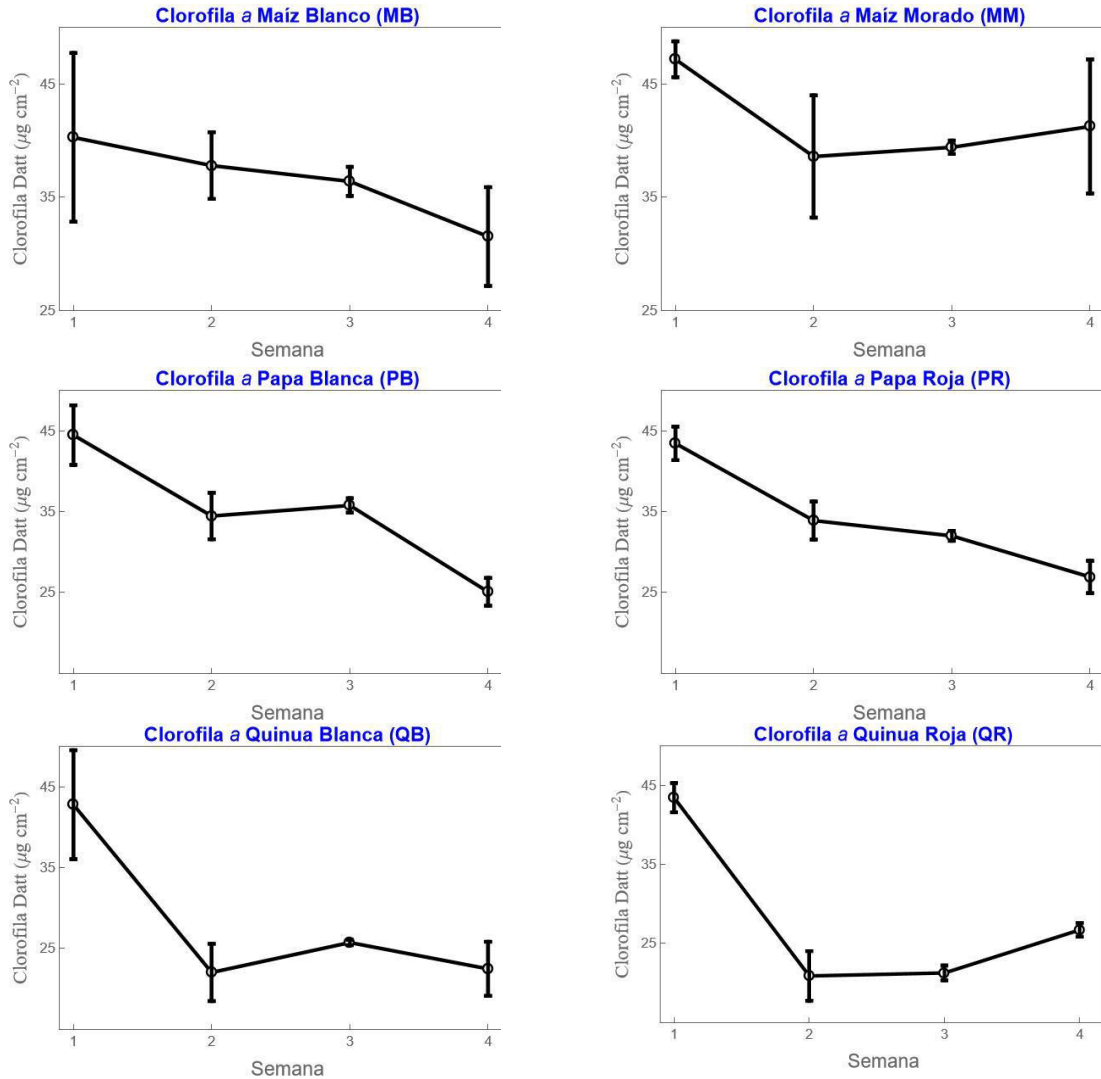 Clorofila a Maíz Blanco (MB)
Clorofila Datt (μg cm−2)
45
35
25
1 2 3 4
Semana
Clorofila a Maíz Morado (MM)
Clorofila Datt (μg cm−2)
45
35
25
1 2 3 4
Semana
Clorofila a Papa Blanca (PB)
Clorofila Datt (μg cm−2)
45
35
25
1 2 3 4
Semana
Clorofila a Papa Roja (PR)
Clorofila Datt (μg cm−2)
45
35
25
1 2 3 4
Semana
Clorofila a Quinua Blanca (QB)
Clorofila Datt (μg cm−2)
45
35
25
1 2 3 4
Semana
Clorofila a Quinua Roja (QR)
Clorofila Datt (μg cm−2)
45
35
25
1 2 3 4
Semana